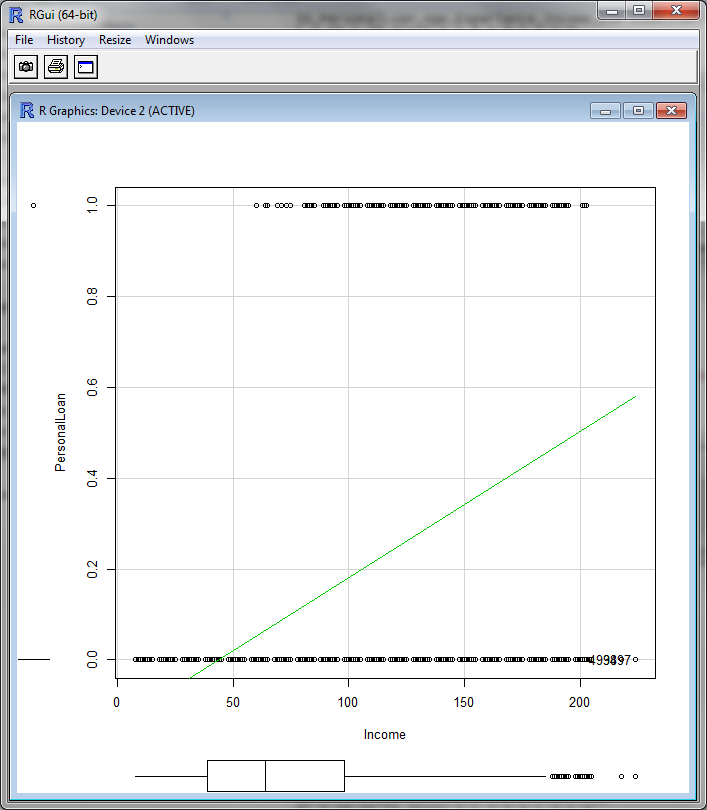 RGui (64-bit)
File History Resize Windows
R Graphics: Device 2 (ACTIVE)
1.0
0.8
0.6
0.4
0.2
0.0
PersonalLoan
0 50 100 150 200
Income